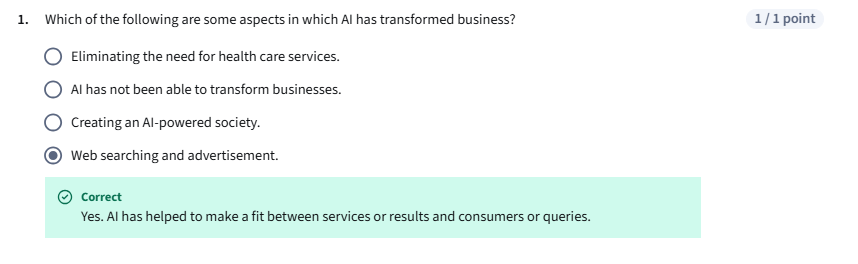 1. Which of the following are some aspects in which AI has transformed business?
1 / 1 point
Eliminating the need for health care services.
AI has not been able to transform businesses.
Creating an AI-powered society.
Web searching and advertisement.
Correct
Yes. AI has helped to make a fit between services or results and consumers or queries.